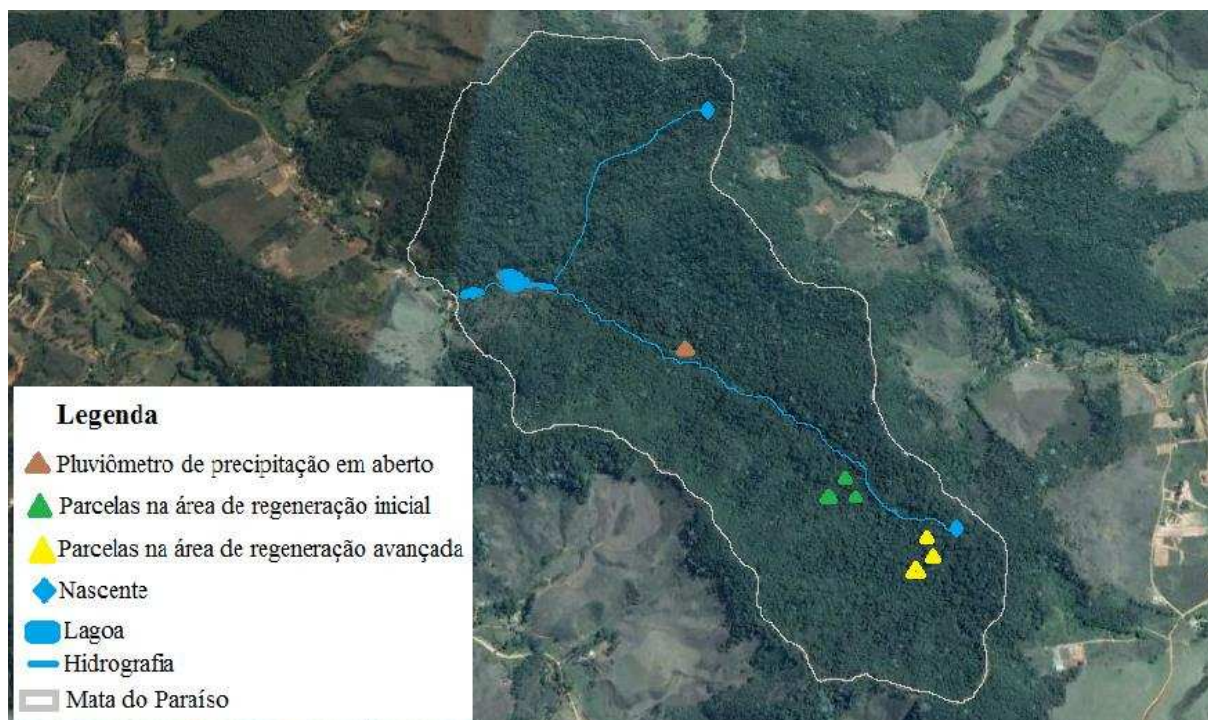 Legenda
Pluviômetro de precipitação em aberto
Parcelas na área de regeneração inicial
Parcelas na área de regeneração avançada
Nascente
Lagoa
Hidrografia
Mata do Paraíso